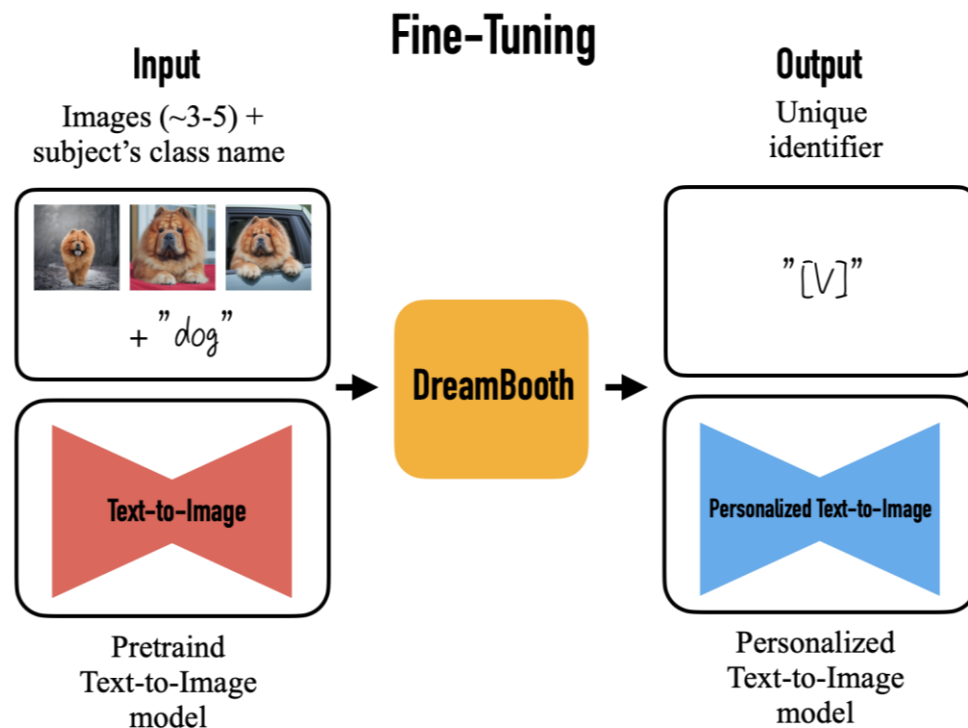 Fine-Tuning
Input
Images (~3-5) +
subject's class name
+ "dog"
Text-to-Image
Pretraind
Text-to-Image
model
DreamBooth
Output
Unique
identifier
"[V]"
Personalized Text-to-Image
Personalized
Text-to-Image
model